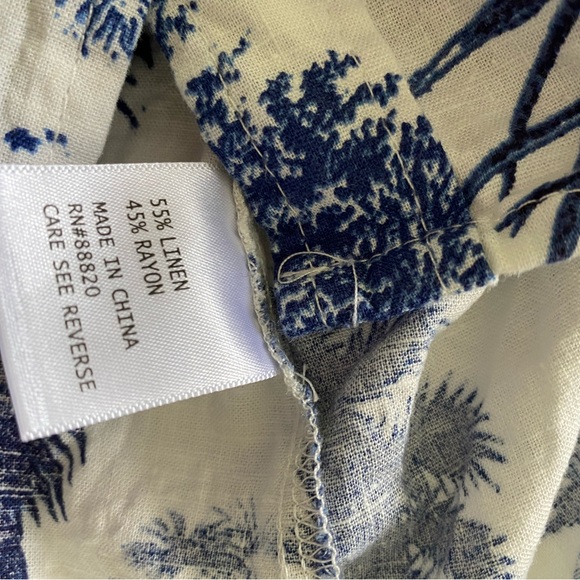 55% LINEN
45% RAYON
MADE IN CHINA
RN#88820
CARE SEE REVERSE